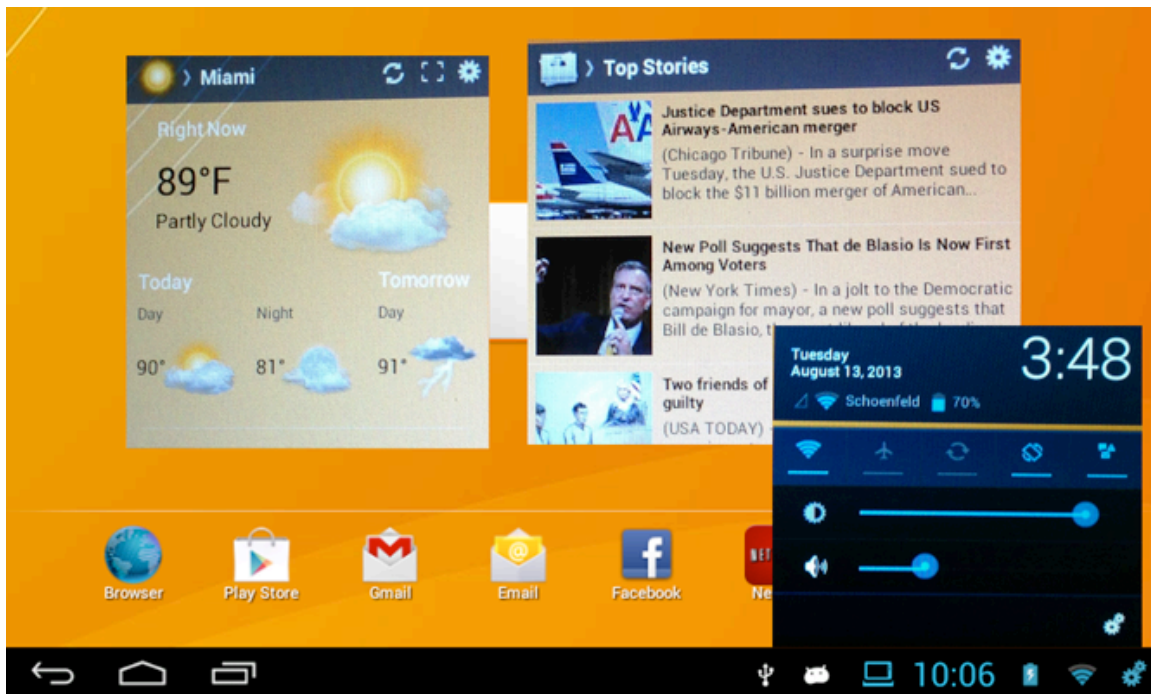 Miami
Right Now
89°F
Partly Cloudy
Today
Tomorrow
Day
Night
Day
90°
81°
91°
Top Stories
AA
Justice Department sues to block US
Airways-American merger
(Chicago Tribune) - In a surprise move
Tuesday, the U.S. Justice Department sued to
block the $11 billion merger of American...
New Poll Suggests That de Blasio Is Now First
Among Voters
(New York Times) - In a jolt to the Democratic
campaign for mayor, a new poll suggests that
Bill de Blasio,
Two friends of
guilty
(USA TODAY) -
Tuesday
August 13, 2013
3:48
Schoenfeld
70%
Browser
Play Store
Gmail
Email
Facebook
NET
Ne
10:06